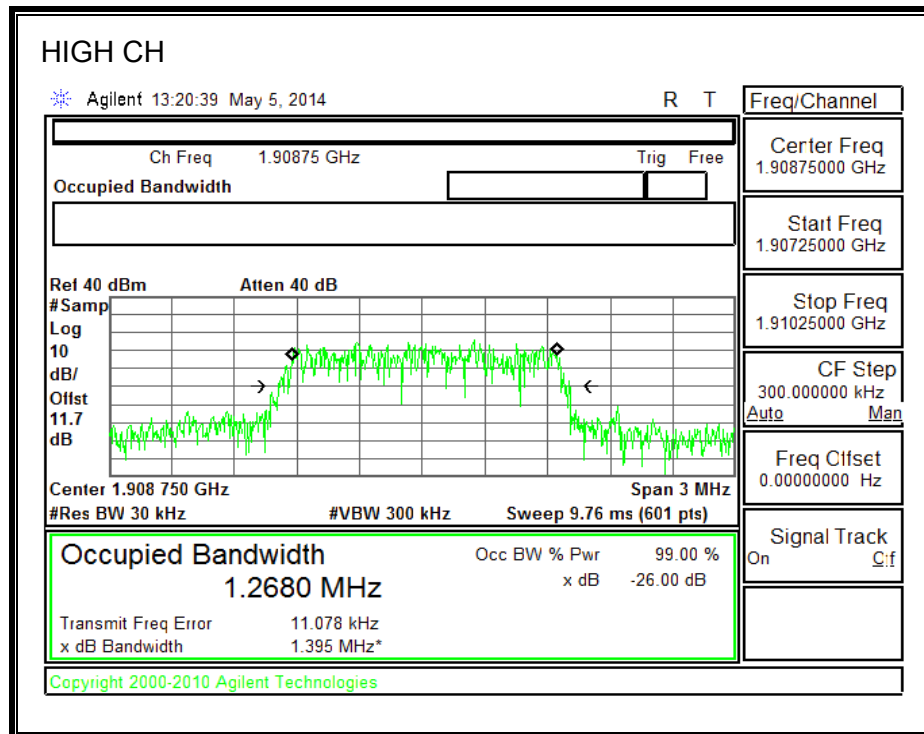 HIGH CH
Agilent 13:20:39 May 5, 2014 R T
Freq/Channel
Ch Freq 1.90875 GHz Trig Free
Occupied Bandwidth
Center Freq
1.90875000 GHz
Start Freq
1.90725000 GHz
Stop Freq
1.91025000 GHz
CF Step
300.000000 kHz
Auto Man
Freq Offset
0.00000000 Hz
Signal Track
On Off
Ref 40 dBm Atten 40 dB
#Samp
Log
10
dB/
Offst
11.7
dB
Center 1.908 750 GHz Span 3 MHz
#Res BW 30 kHz #VBW 300 kHz Sweep 9.76 ms (601 pts)
Occupied Bandwidth Occ BW % Pwr 99.00 %
1.2680 MHz x dB -26.00 dB
Transmit Freq Error 11.078 kHz
x dB Bandwidth 1.395 MHz*
Copyright 2000-2010 Agilent Technologies